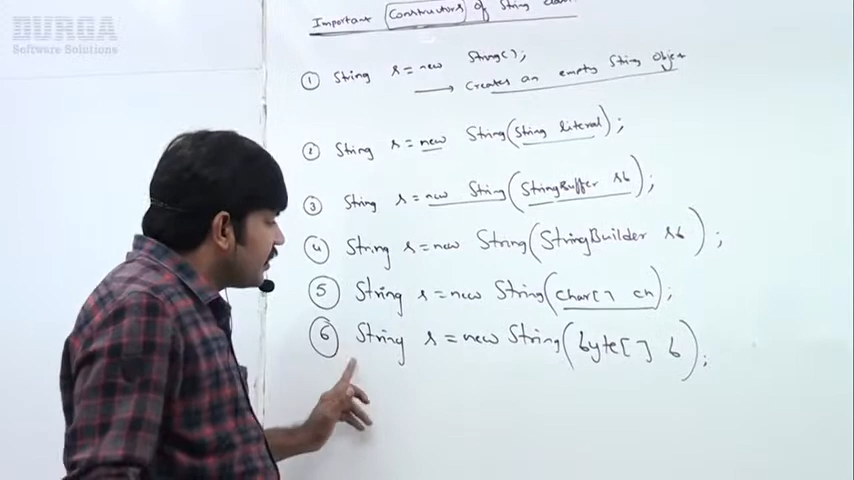 DURGA
Software Solutions
Important Constructors of String class
① String s = new String();
→ Creates an empty String Object
② String s = new String(String literal);
③ String s = new String(StringBuffer sb);
④ String s = new String(StringBuilder sb);
⑤ String s = new String(char[] ch);
⑥ String s = new String(byte[] b);